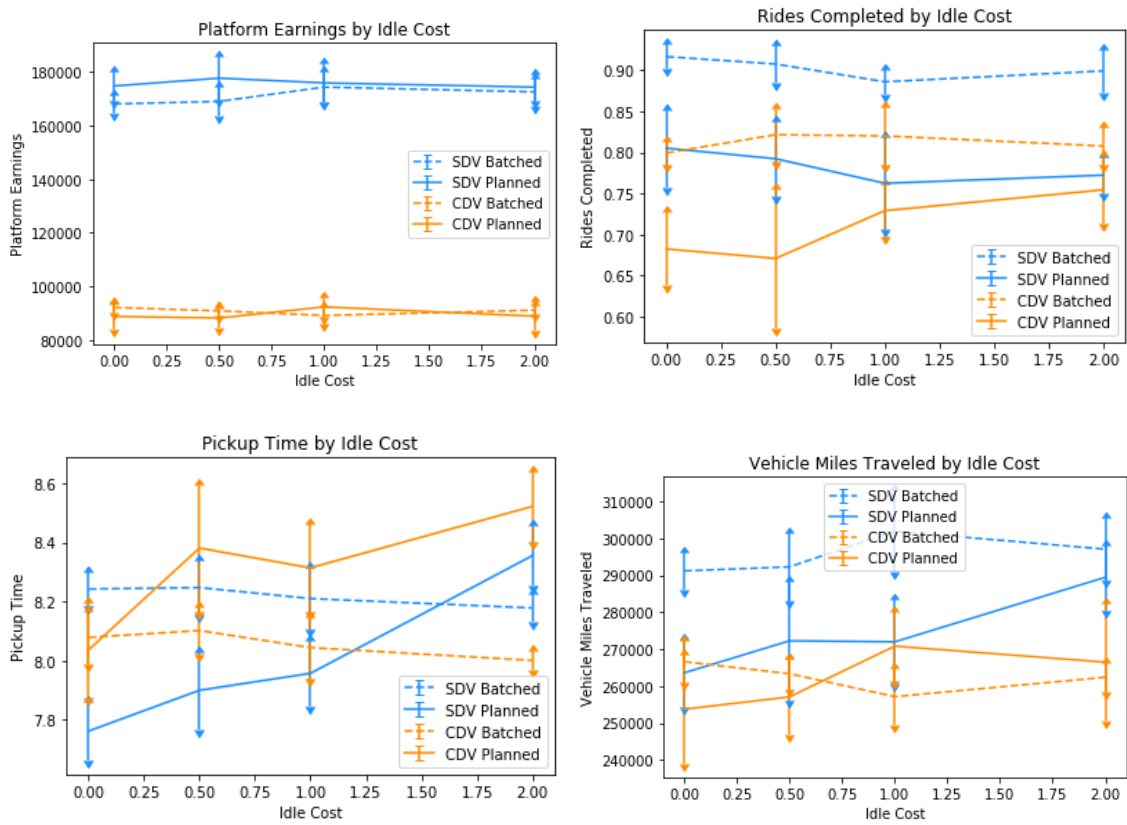 Platform Earnings by Idle Cost
180000
160000
140000
120000
100000
80000
Platform Earnings
SDV Batched
SDV Planned
CDV Batched
CDV Planned
0.00 0.25 0.50 0.75 1.00 1.25 1.50 1.75 2.00
Idle Cost
Rides Completed by Idle Cost
0.90
0.85
0.80
0.75
0.70
0.65
0.60
Rides Completed
SDV Batched
SDV Planned
CDV Batched
CDV Planned
0.00 0.25 0.50 0.75 1.00 1.25 1.50 1.75 2.00
Idle Cost
Pickup Time by Idle Cost
8.6
8.4
8.2
8.0
7.8
Pickup Time
SDV Batched
SDV Planned
CDV Batched
CDV Planned
0.00 0.25 0.50 0.75 1.00 1.25 1.50 1.75 2.00
Idle Cost
Vehicle Miles Traveled by Idle Cost
310000
300000
290000
280000
270000
260000
250000
240000
Vehicle Miles Traveled
SDV Batched
SDV Planned
CDV Batched
CDV Planned
0.00 0.25 0.50 0.75 1.00 1.25 1.50 1.75 2.00
Idle Cost